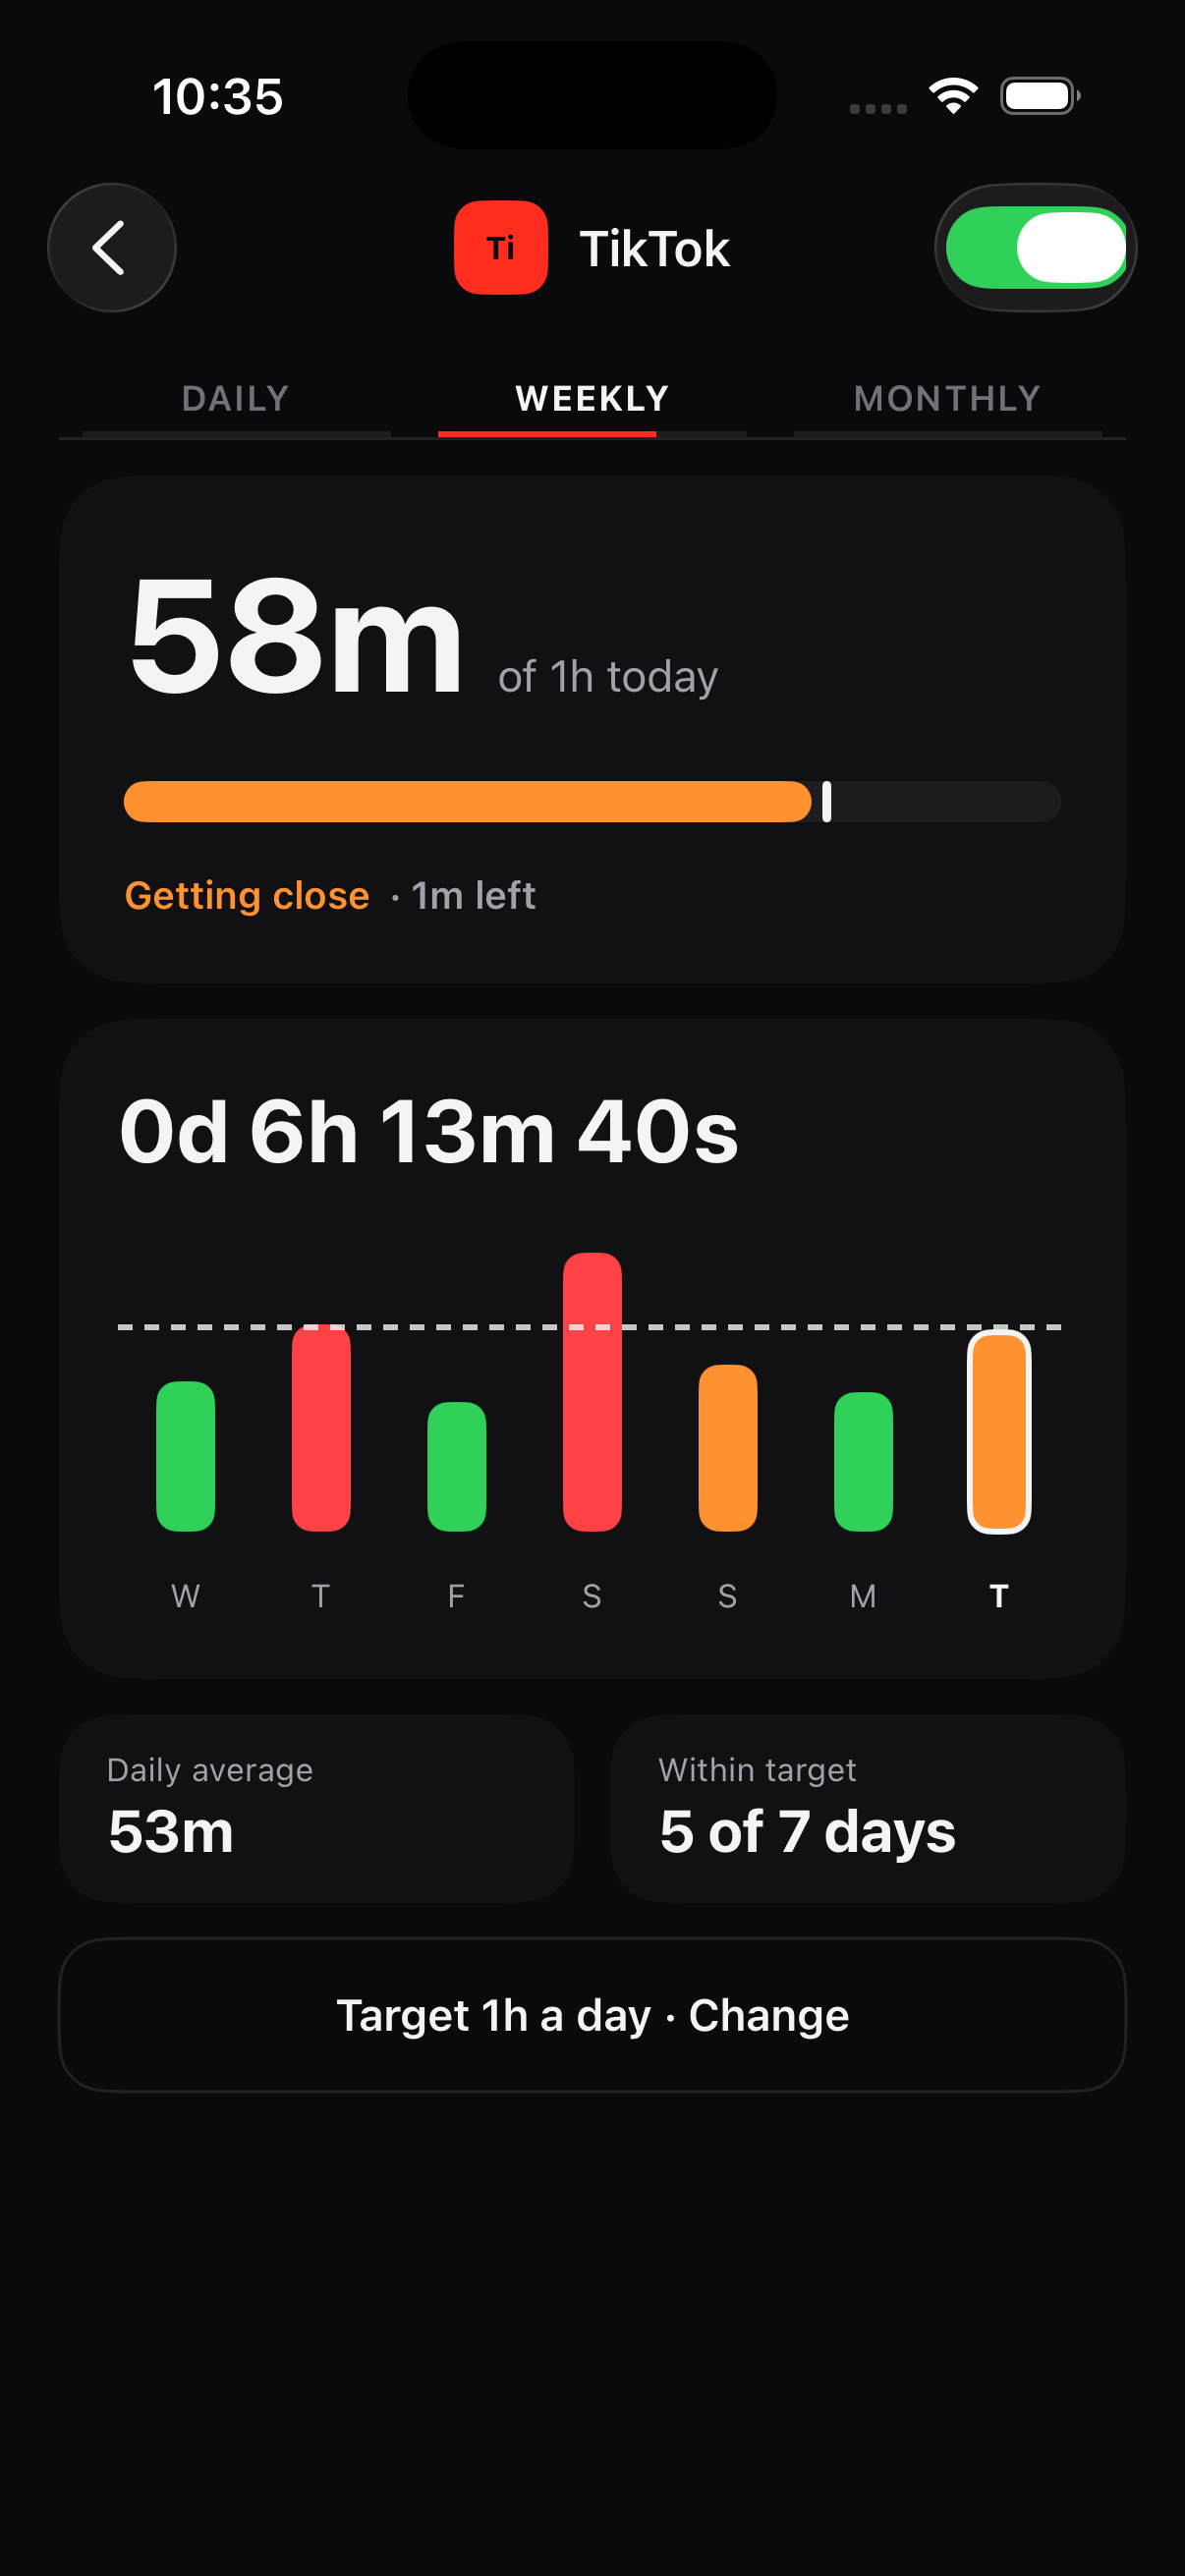 10:35
Ti TikTok
DAILY WEEKLY MONTHLY
58m of 1h today
Getting close · 1m left
0d 6h 13m 40s
W T F S S M T
Daily average
53m
Within target
5 of 7 days
Target 1h a day · Change